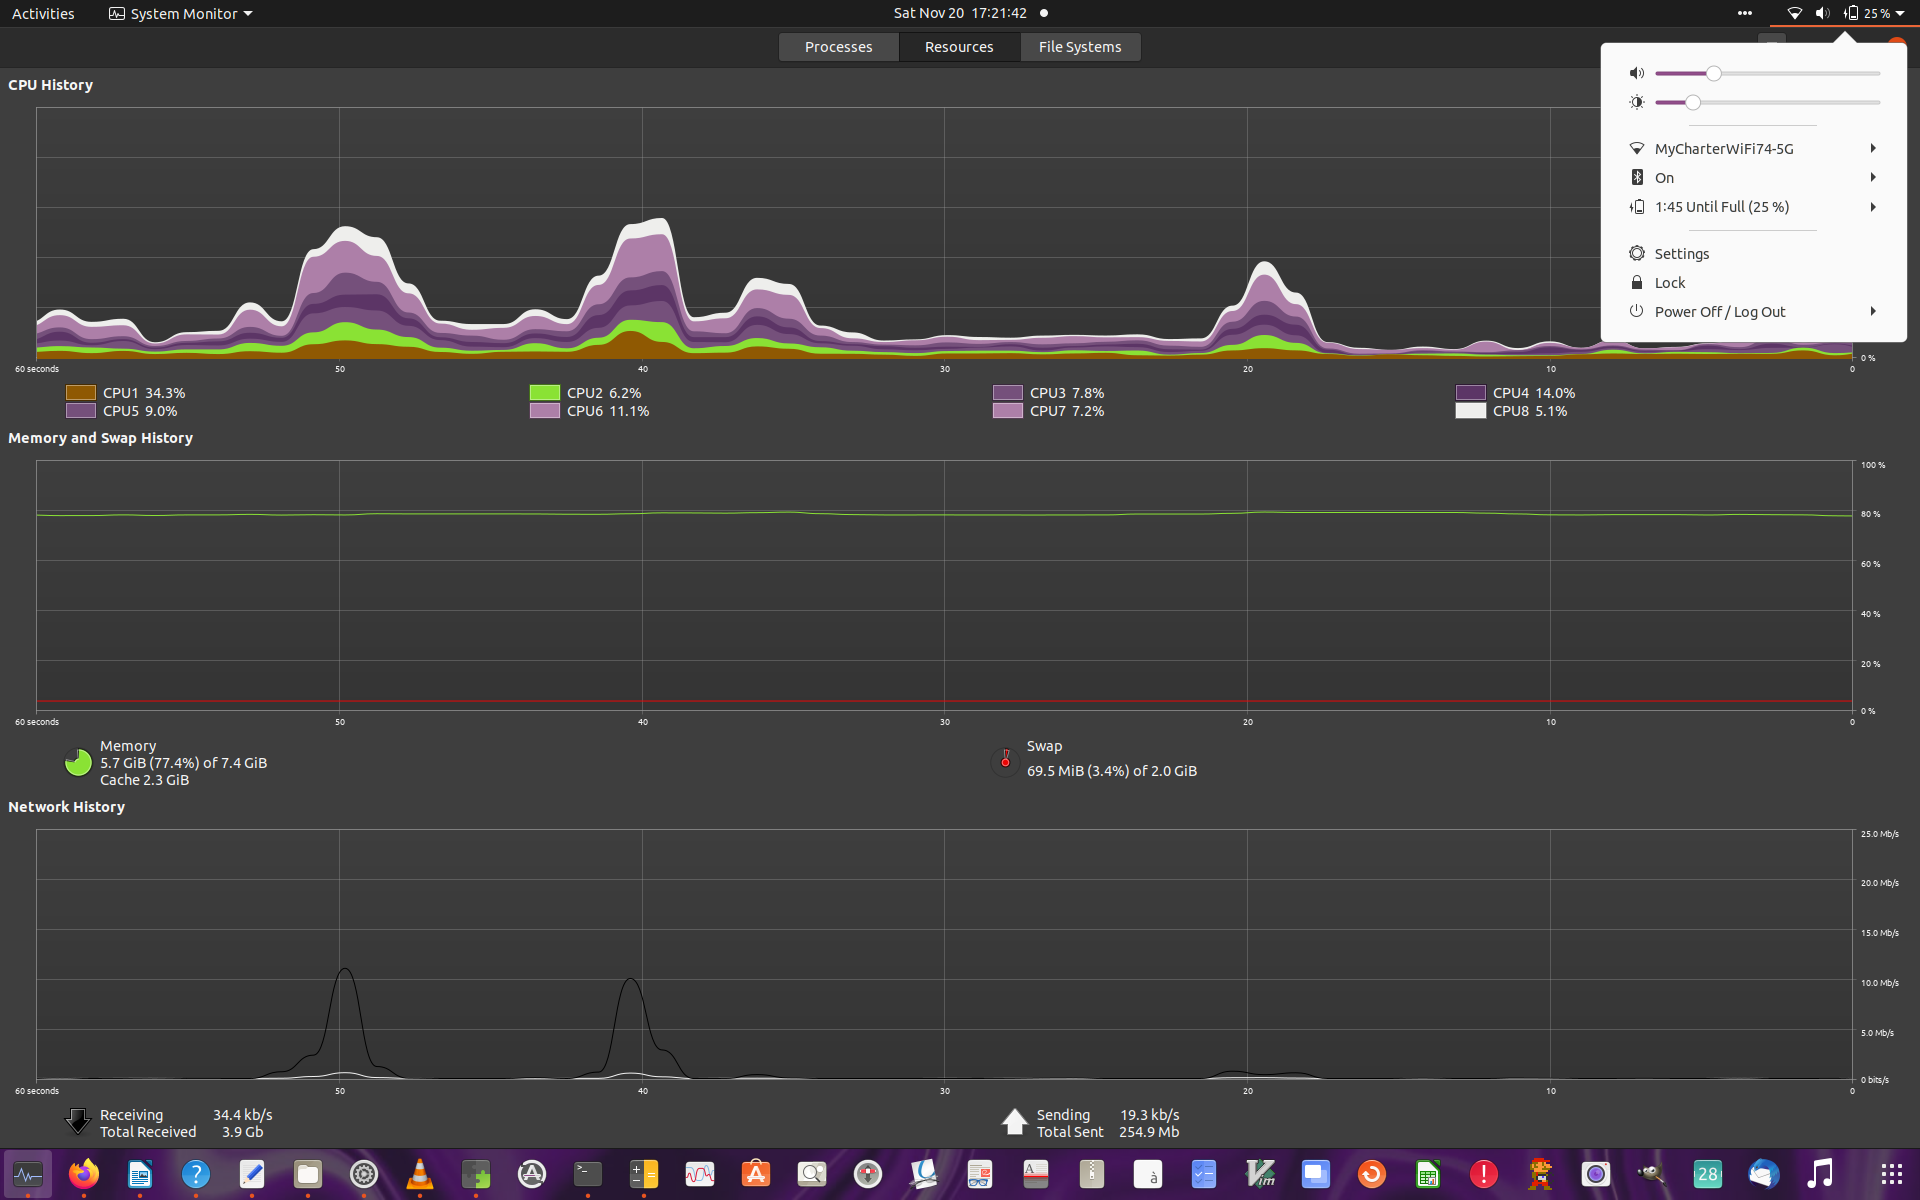 Activities
System Monitor
Sat Nov 20 17:21:42
25 %
Processes
Resources
File Systems
CPU History
MyCharterWiFi74-5G
On
1:45 Until Full (25 %)
Settings
Lock
Power Off / Log Out
0 %
60 seconds 50 40 30 20 10 0
CPU1 34.3%
CPU2 6.2%
CPU3 7.8%
CPU4 14.0%
CPU5 9.0%
CPU6 11.1%
CPU7 7.2%
CPU8 5.1%
Memory and Swap History
100 %
80 %
60 %
40 %
20 %
0 %
60 seconds 50 40 30 20 10 0
Memory
5.7 GiB (77.4%) of 7.4 GiB
Cache 2.3 GiB
Swap
69.5 MiB (3.4%) of 2.0 GiB
Network History
25.0 Mb/s
20.0 Mb/s
15.0 Mb/s
10.0 Mb/s
5.0 Mb/s
0 bits/s
60 seconds 50 40 30 20 10 0
Receiving 34.4 kb/s
Total Received 3.9 Gb
Sending 19.3 kb/s
Total Sent 254.9 Mb
?
>_
A
à
Vim
!
28